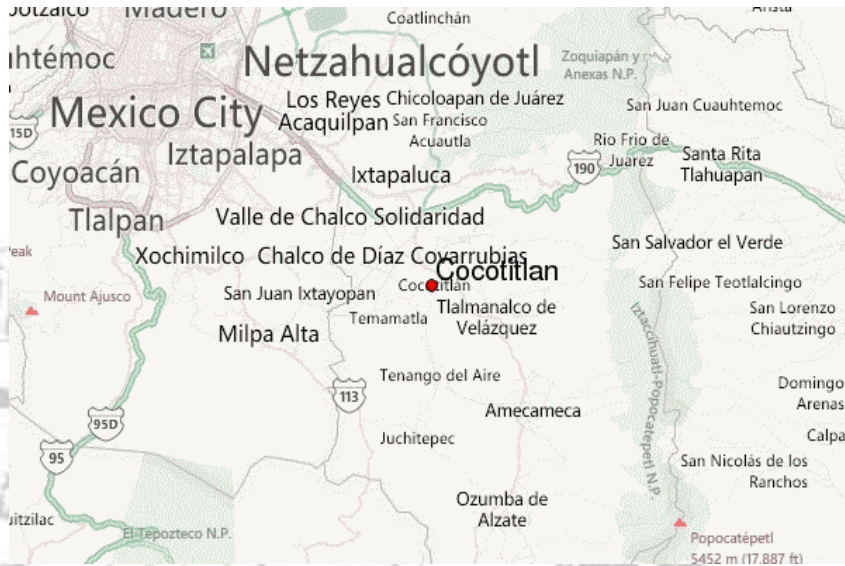 Madero
Coatlinchán
Netzahualcóyotl
Zoquiapán y
Anexas N.P.
Mexico City
Los Reyes
Acaquilpan
Chicoloapan de Juárez
San Francisco
Acuautla
San Juan Cuauhtemoc
15D
Iztapalapa
Coyoacán
Ixtapaluca
Rio Frio de
Juárez
190
Santa Rita
Tlahuapan
Tlalpan
Valle de Chalco Solidaridad
Peak
Xochimilco
Chalco de Díaz Covarrubias
San Salvador el Verde
Cocotitlan
Cocotitlan
Mount Ajusco
San Juan Ixtayopan
San Felipe Teotlalcingo
Temamatla
Tlalmanalco de
Velázquez
San Lorenzo
Chiautzingo
Milpa Alta
Iztaccihuatl-Popocatepetl N.P.
Tenango del Aire
113
Domingo
Arenas
Amecameca
95D
Juchitepec
Calpa
95
San Nicolás de los
Ranchos
Ozumba de
Alzate
uitzilac
El Tepozteco N.P.
Popocatépetl
5452 m (17,887 ft)